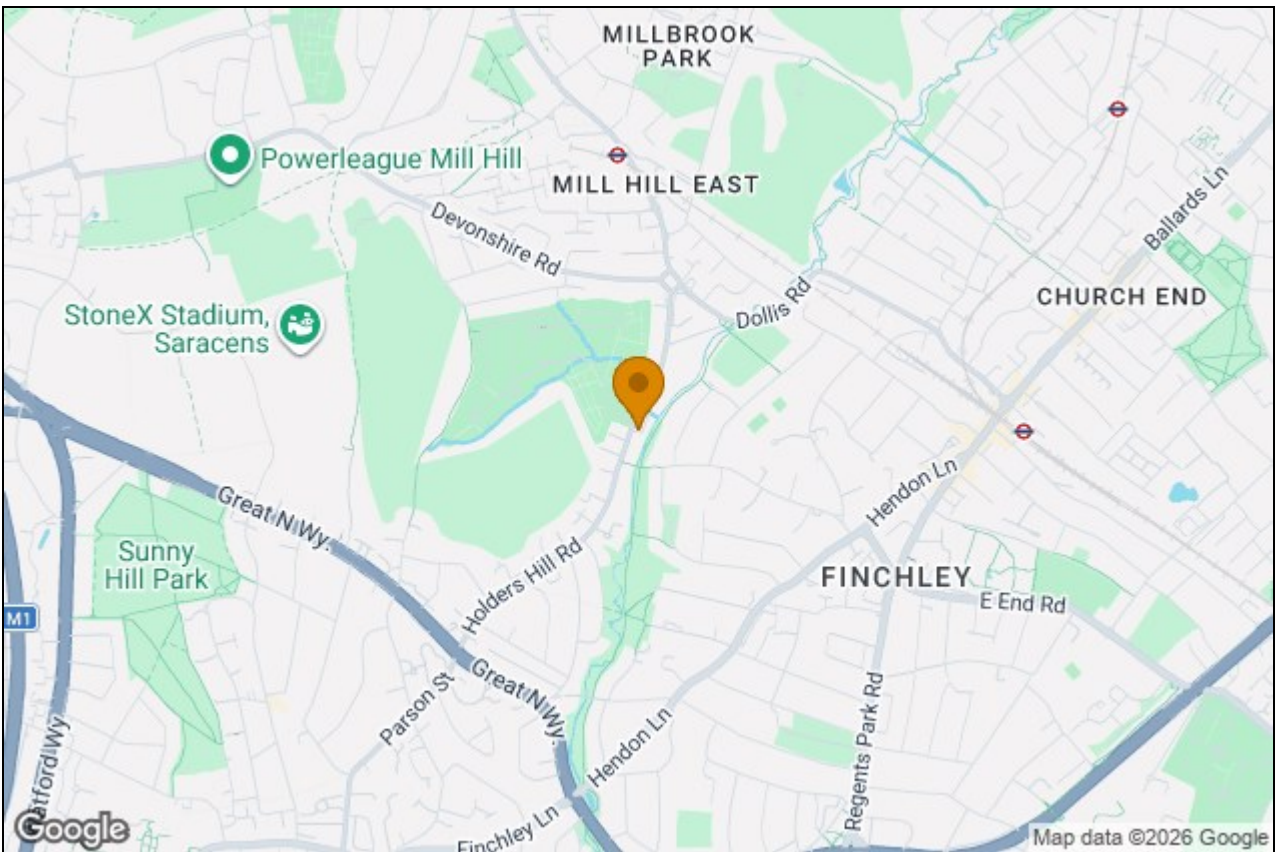 MILLBROOK
PARK
Powerleague Mill Hill
MILL HILL EAST
Ballards Ln
Devonshire Rd
CHURCH END
StoneX Stadium,
Saracens
Dollis Rd
Hendon Ln
Great N Wy.
Sunny
Hill Park
Holders Hill Rd
FINCHLEY
E End Rd
M1
Great N Wy.
Parson St
Hendon Ln
Regents Park Rd
atford Wy
Finchley Ln
Google
Map data ©2026 Google